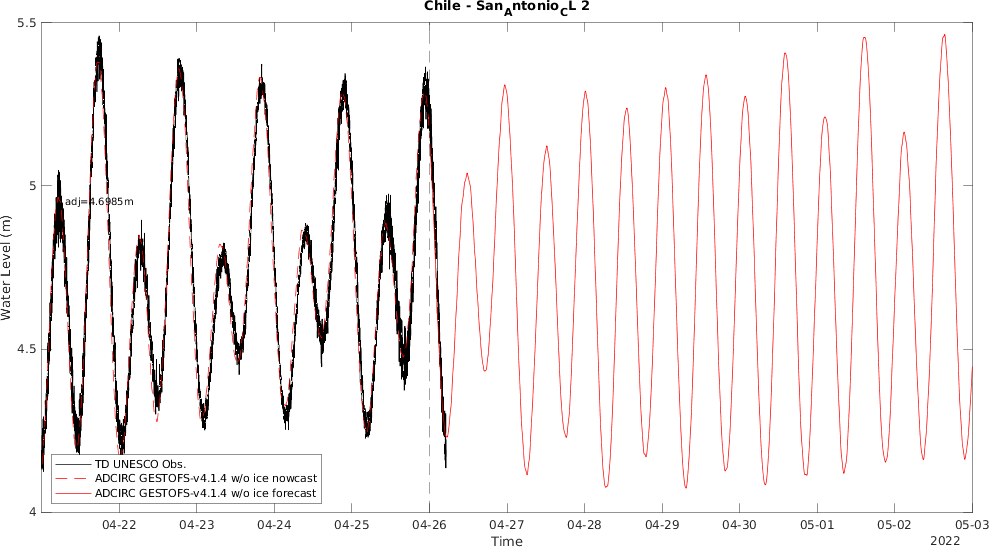 Chile - San_Antonio_CL 2
5.5
5
4.5
4
Water Level (m)
adj=4.6985m
TD UNESCO Obs.
ADCIRC GESTOFS-v4.1.4 w/o ice nowcast
ADCIRC GESTOFS-v4.1.4 w/o ice forecast
04-22 04-23 04-24 04-25 04-26 04-27 04-28 04-29 04-30 05-01 05-02 05-03
Time
2022